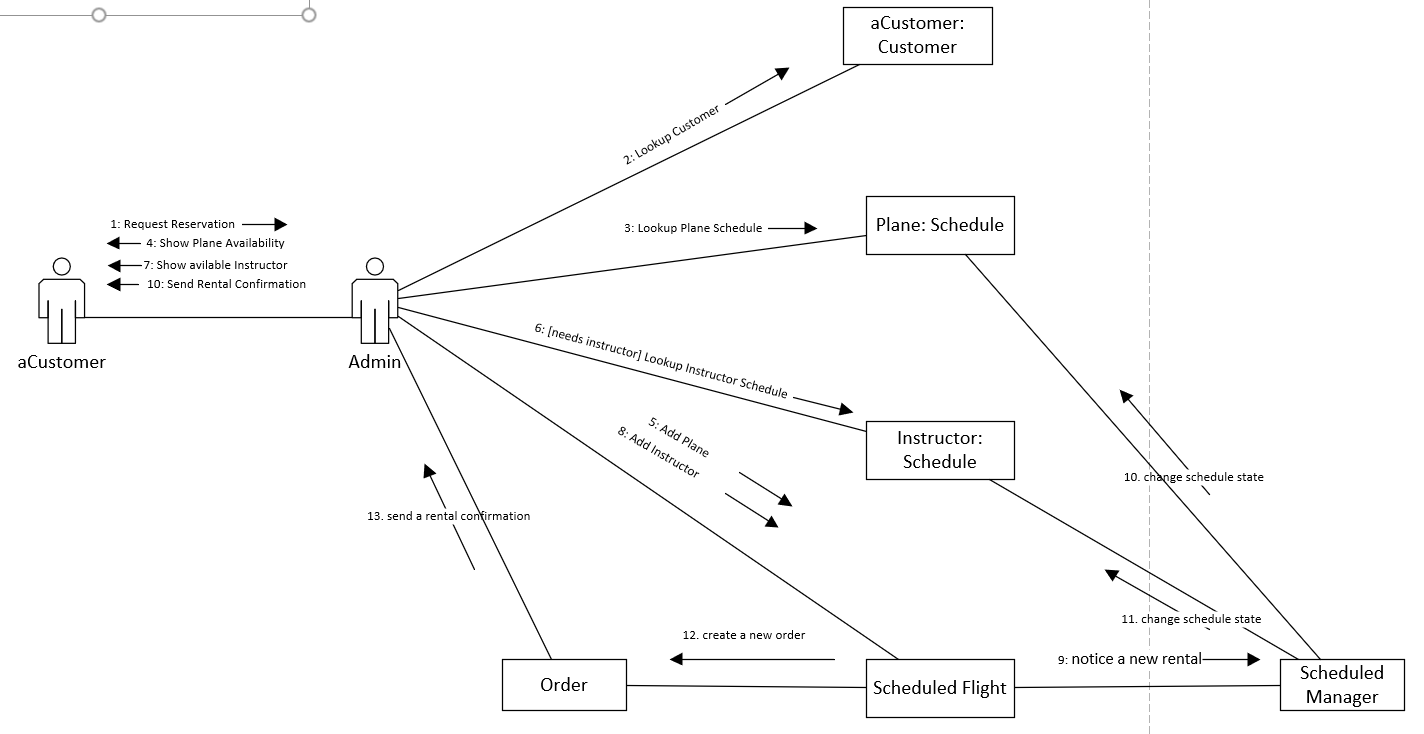 aCustomer:
Customer
2: Lookup Customer
1: Request Reservation
4: Show Plane Availability
7: Show avilable Instructor
10: Send Rental Confirmation
3: Lookup Plane Schedule
Plane: Schedule
aCustomer
Admin
6: [needs instructor] Lookup Instructor Schedule
5: Add Plane
8: Add Instructor
Instructor:
Schedule
10. change schedule state
13. send a rental confirmation
11. change schedule state
12. create a new order
9: notice a new rental
Order
Scheduled Flight
Scheduled
Manager